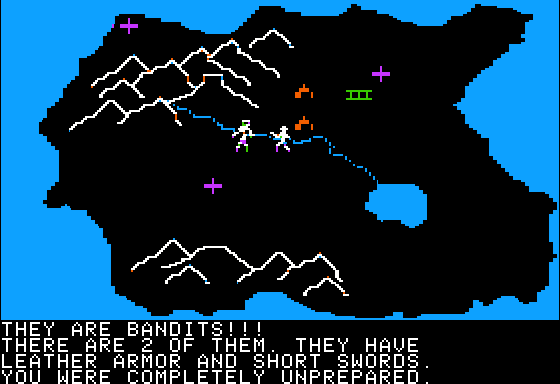 THEY ARE BANDITS!!!
THERE ARE 2 OF THEM. THEY HAVE
LEATHER ARMOR AND SHORT SWORDS.
YOU WERE COMPLETELY UNPREPARED.